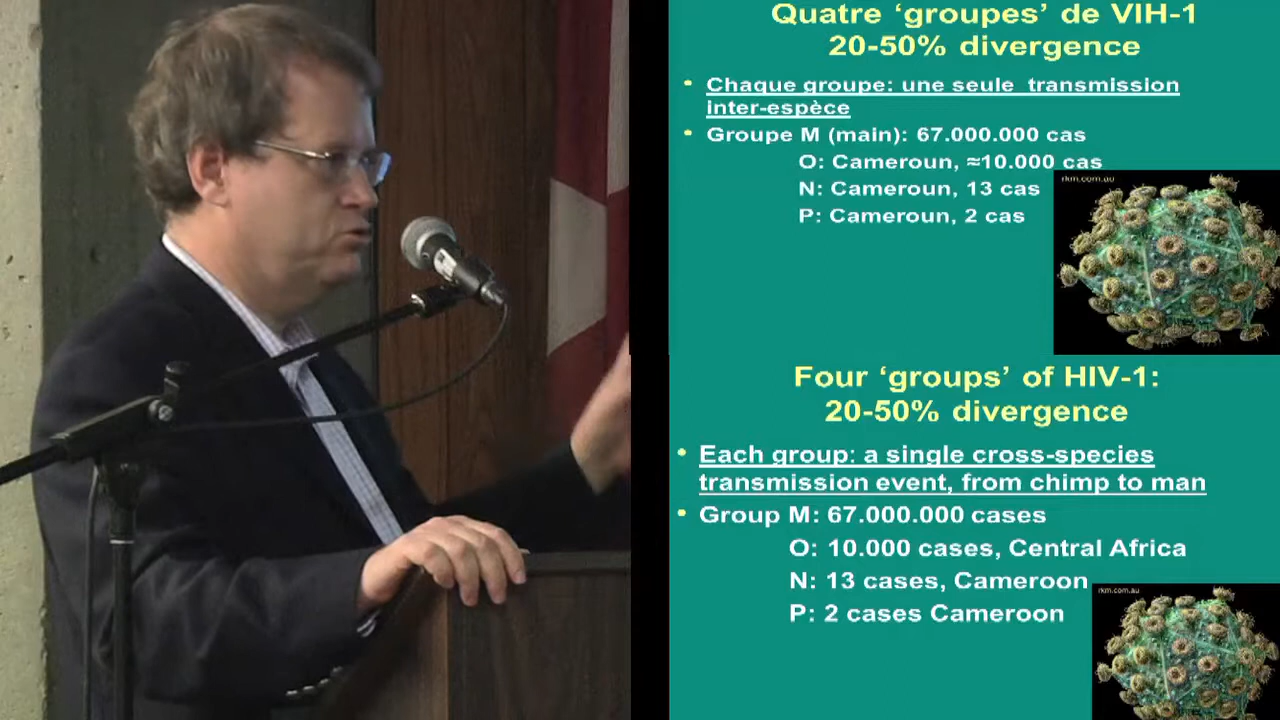 Quatre ‘groupes’ de VIH-1
20-50% divergence
• Chaque groupe: une seule transmission
inter-espèce
• Groupe M (main): 67.000.000 cas
O: Cameroun, ≈10.000 cas
N: Cameroun, 13 cas
P: Cameroun, 2 cas
rkm.com.au
Four ‘groups’ of HIV-1:
20-50% divergence
• Each group: a single cross-species
transmission event, from chimp to man
• Group M: 67.000.000 cases
O: 10.000 cases, Central Africa
N: 13 cases, Cameroon
P: 2 cases Cameroon
rkm.com.au